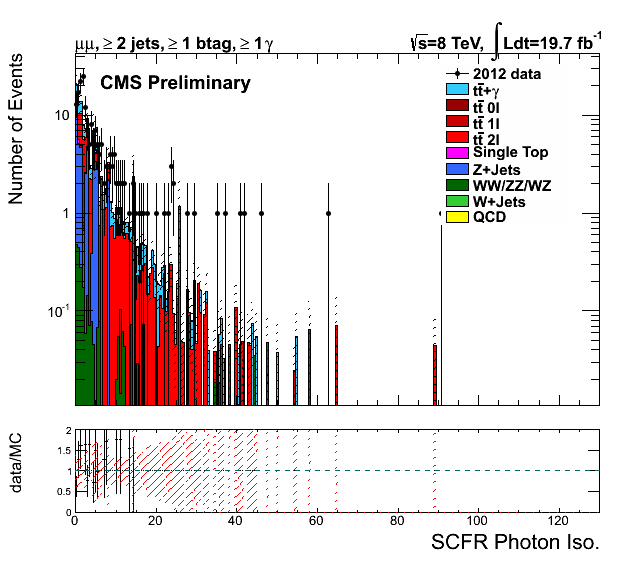 μμ, ≥ 2 jets, ≥ 1 btag, ≥ 1 γ
√s=8 TeV, ∫Ldt=19.7 fb⁻¹
CMS Preliminary
2012 data
tt̄+γ
tt̄ 0l
tt̄ 1l
tt̄ 2l
Single Top
Z+Jets
WW/ZZ/WZ
W+Jets
QCD
Number of Events
10
1
10⁻¹
data/MC
2
1.5
1
0.5
0
0 20 40 60 80 100 120
SCFR Photon Iso.